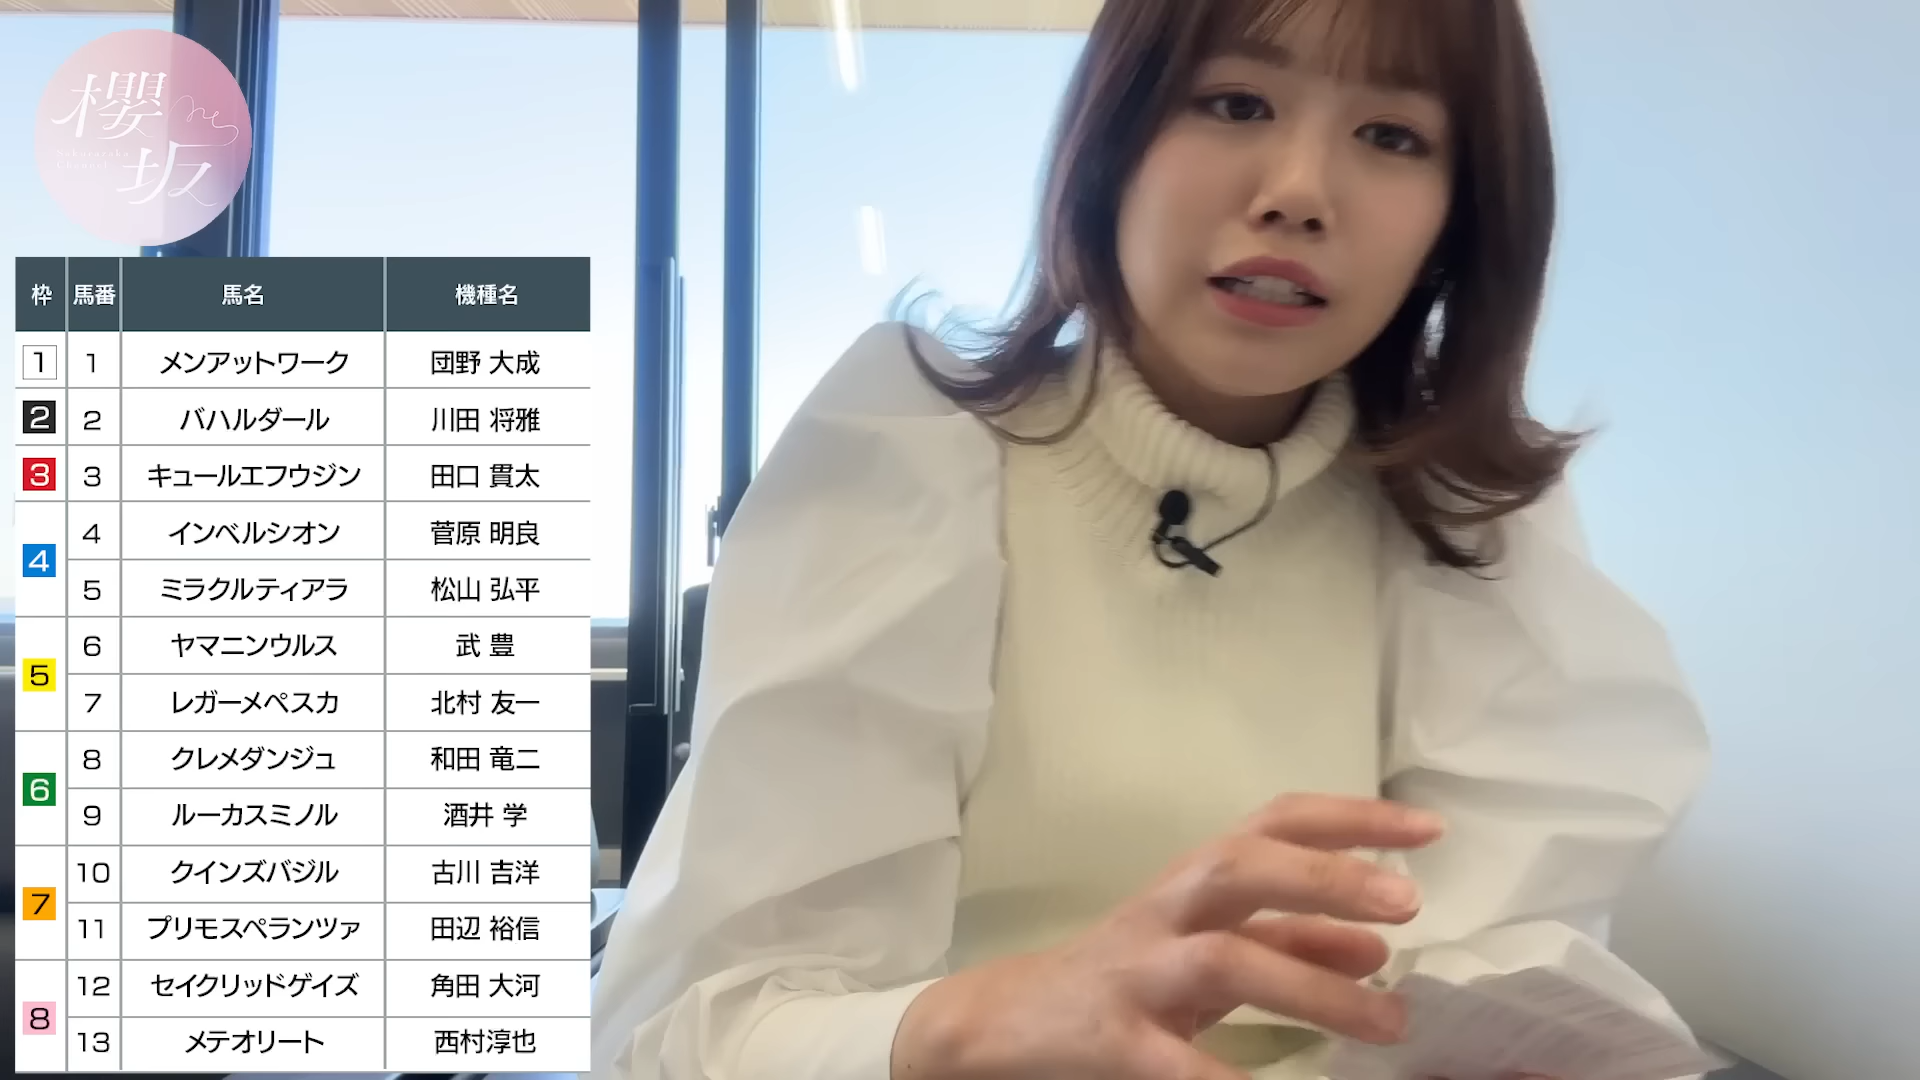 櫻坂
Sakurazaka
Channel
枠 馬番 馬名 機種名
1 1 メンアットワーク 団野 大成
2 2 バハルダール 川田 将雅
3 3 キュールエフウジン 田口 貫太
4 4 インベルシオン 菅原 明良
5 ミラクルティアラ 松山 弘平
5 6 ヤマニンウルス 武 豊
7 レガーメペスカ 北村 友一
6 8 クレメダンジュ 和田 竜二
9 ルーカスミノル 酒井 学
7 10 クインズバジル 古川 吉洋
11 プリモスペランツァ 田辺 裕信
8 12 セイクリッドゲイズ 角田 大河
13 メテオリート 西村淳也